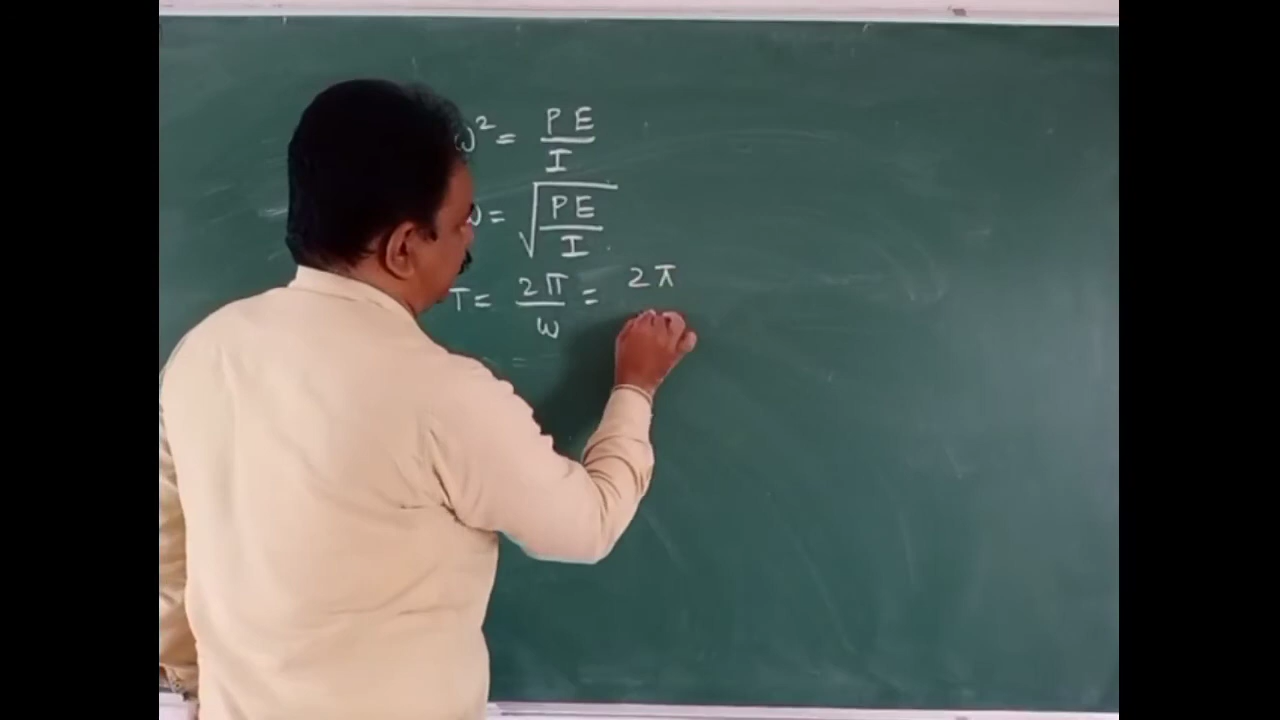 ω² = PE/I
ω = √(PE/I)
T = 2π/ω = 2π